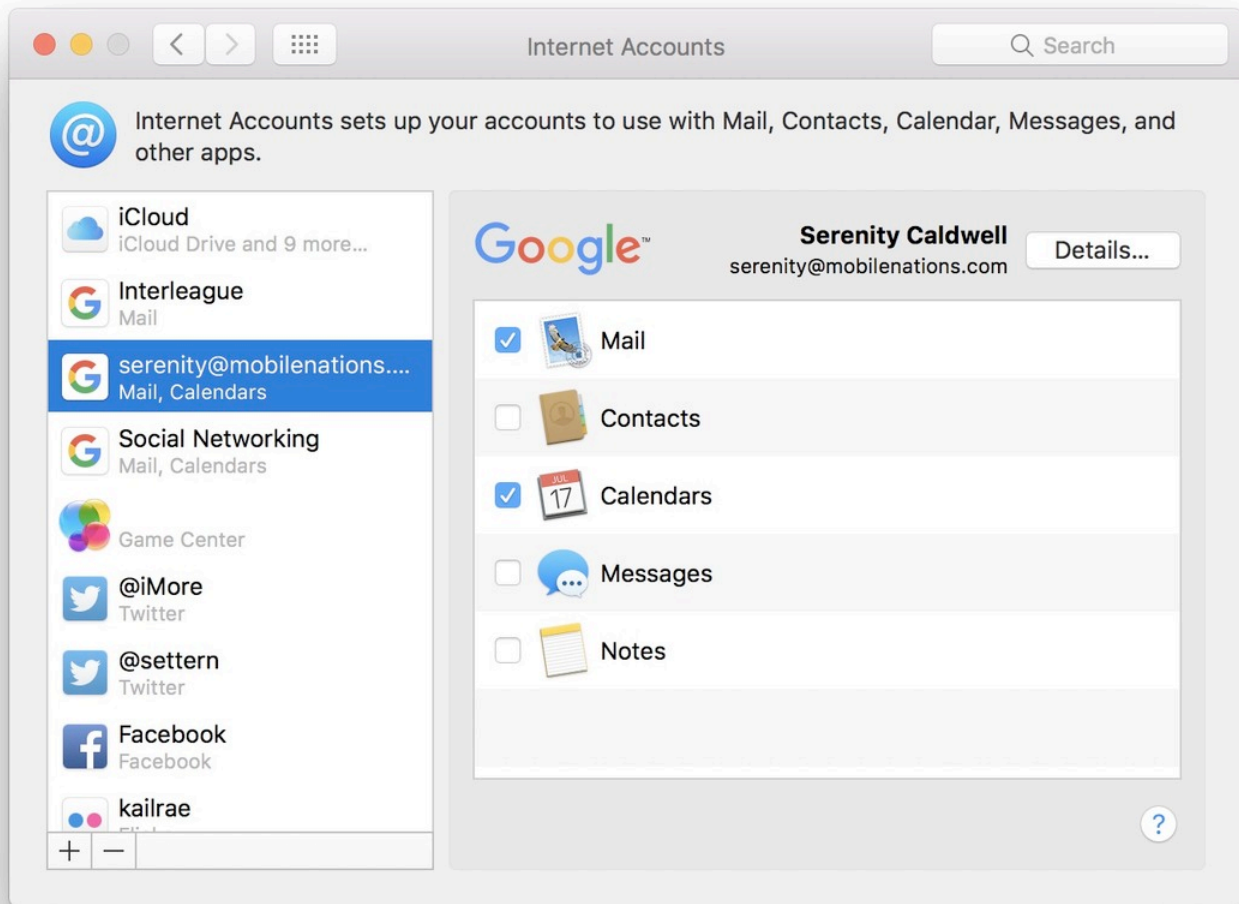 Internet Accounts
Search
@
Internet Accounts sets up your accounts to use with Mail, Contacts, Calendar, Messages, and
other apps.
iCloud
iCloud Drive and 9 more...
G
Interleague
Mail
G
serenity@mobilenations....
Mail, Calendars
G
Social Networking
Mail, Calendars
Game Center
@iMore
Twitter
@settern
Twitter
f
Facebook
Facebook
kailrae
+ −
Google™
Serenity Caldwell
serenity@mobilenations.com
Details...
Mail
Contacts
JUL
17
Calendars
Messages
Notes
?